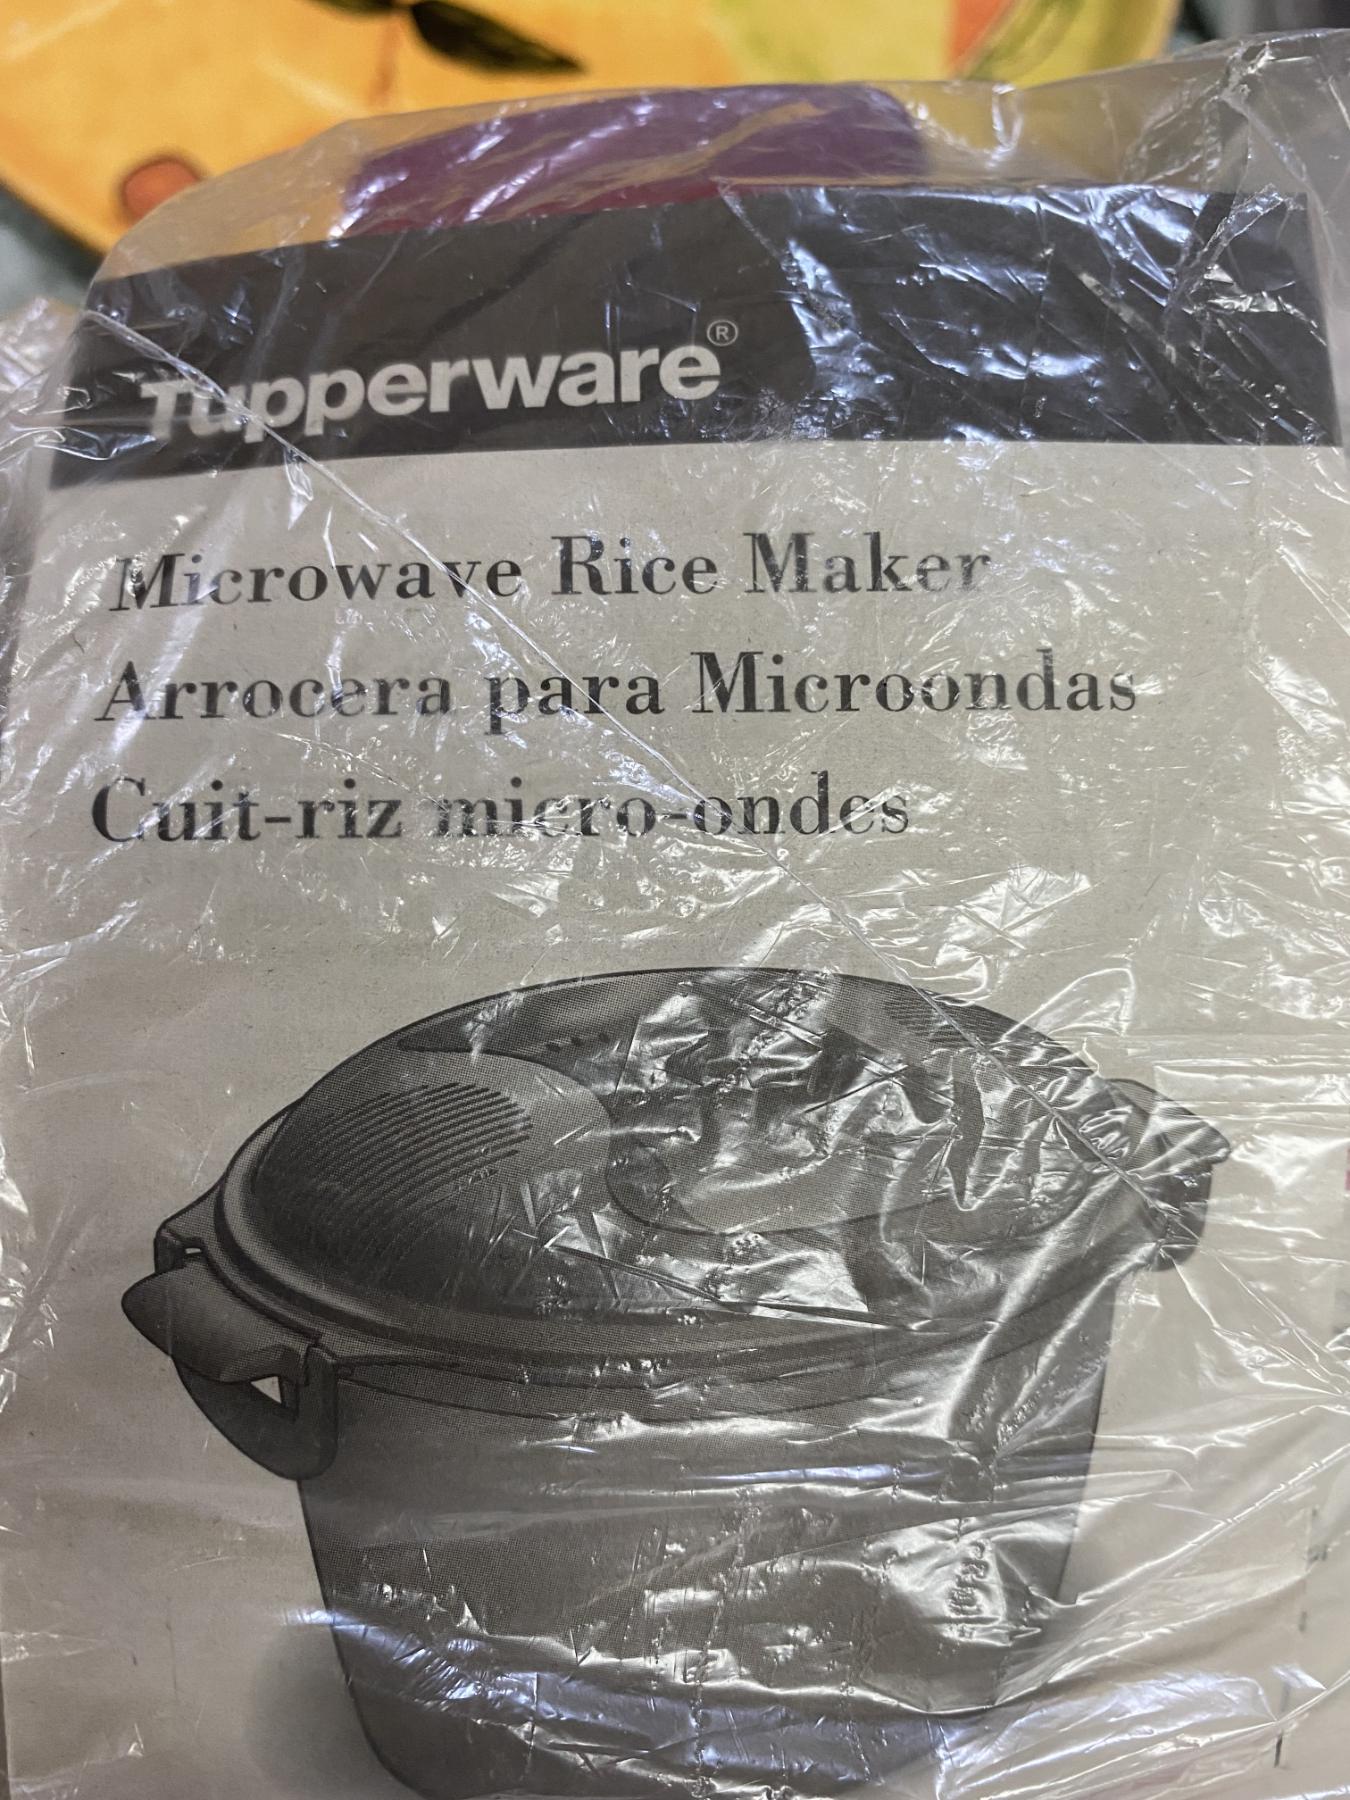 Tupperware®
Microwave Rice Maker
Arrocera para Microondas
Cuit-riz micro-ondes